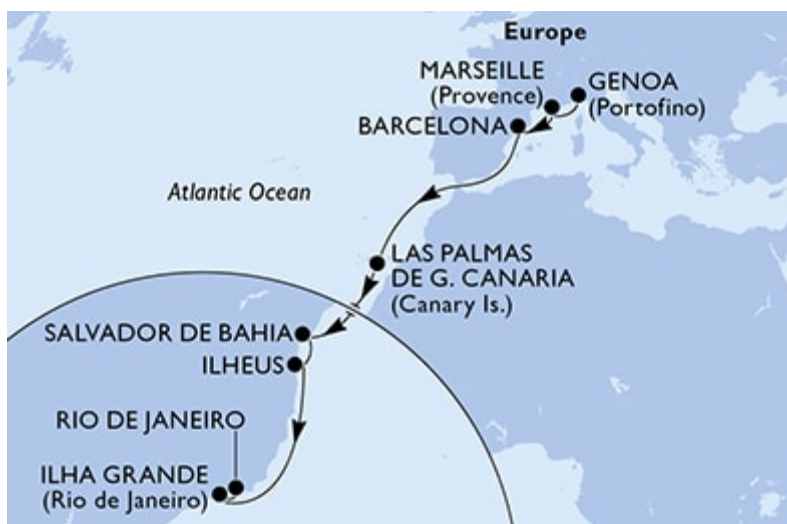 Europe
MARSEILLE
(Provence)
GENOA
(Portofino)
BARCELONA
Atlantic Ocean
LAS PALMAS
DE G. CANARIA
(Canary Is.)
SALVADOR DE BAHIA
ILHEUS
RIO DE JANEIRO
ILHA GRANDE
(Rio de Janeiro)